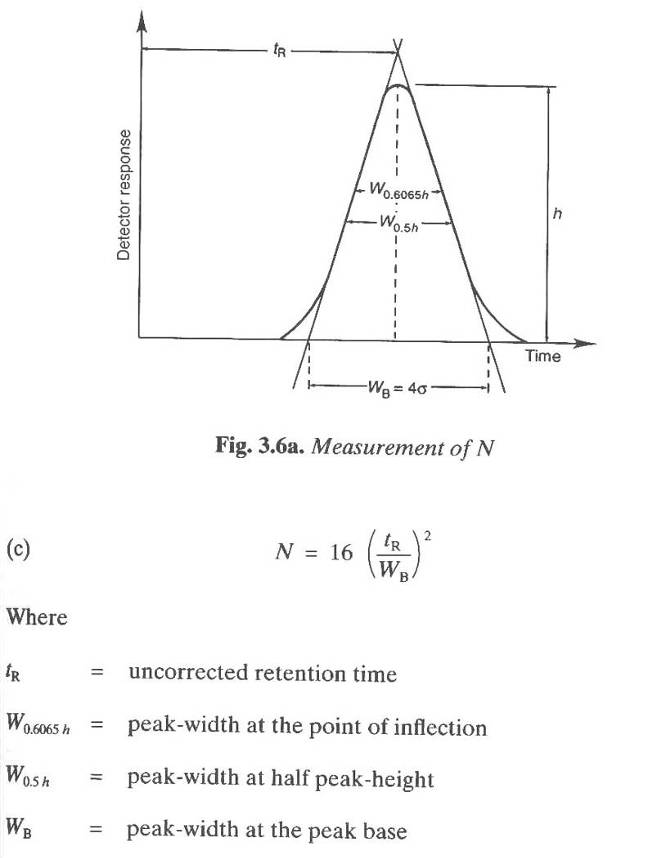 tR
Detector response
W0.6065h
W0.5h
h
Time
WB = 4σ
Fig. 3.6a. Measurement of N
(c) N = 16 (tR/WB)²
Where
tR = uncorrected retention time
W0.6065 h = peak-width at the point of inflection
W0.5 h = peak-width at half peak-height
WB = peak-width at the peak base